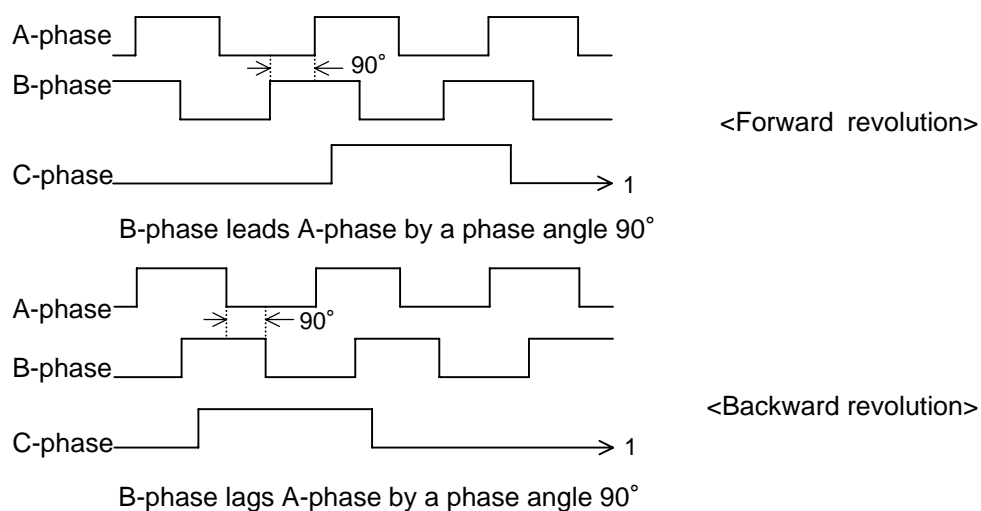 A-phase
90˚
B-phase
<Forward revolution>
C-phase
1
B-phase leads A-phase by a phase angle 90˚
A-phase
90˚
B-phase
<Backward revolution>
C-phase
1
B-phase lags A-phase by a phase angle 90˚